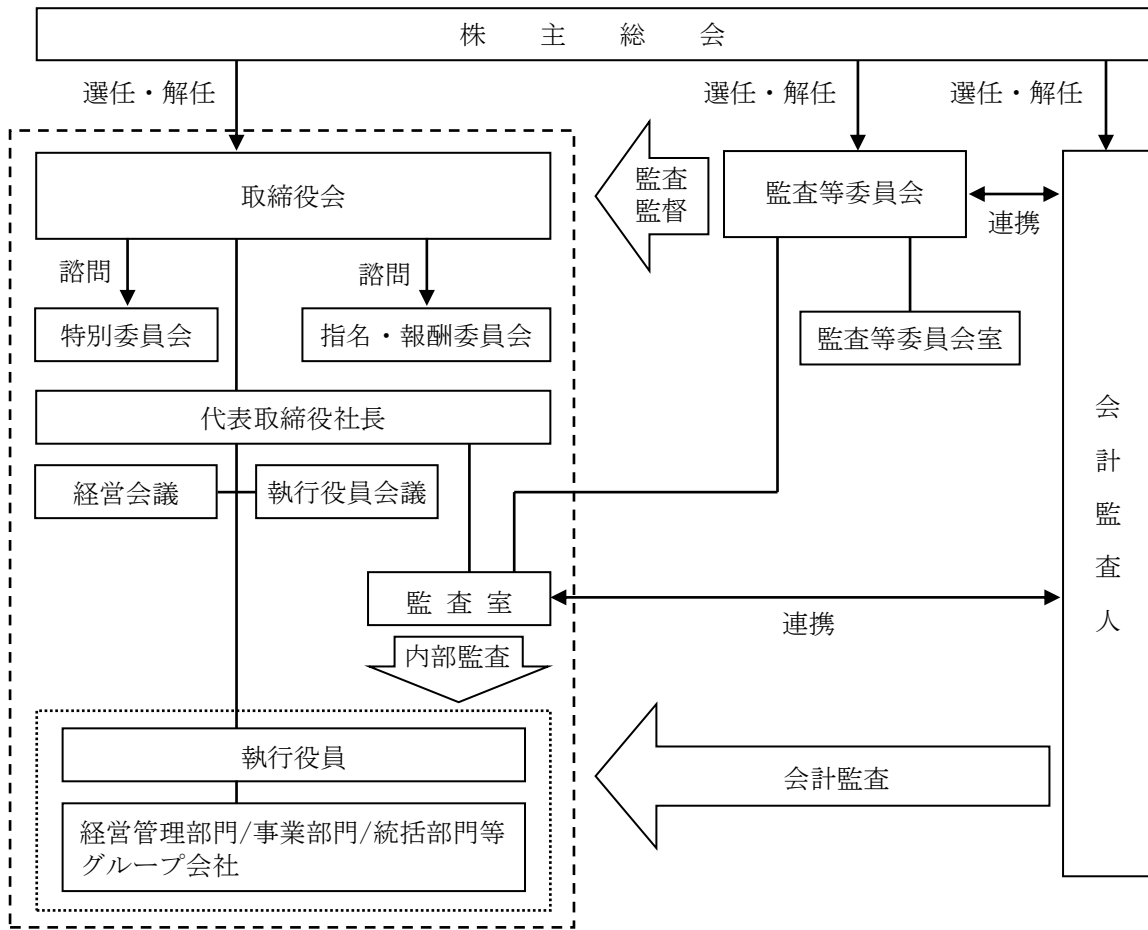 株主総会
選任・解任
選任・解任
選任・解任
取締役会
監査
監督
監査等委員会
連携
諮問
諮問
特別委員会
指名・報酬委員会
監査等委員会室
代表取締役社長
経営会議
執行役員会議
会計監査人
監査室
連携
内部監査
執行役員
会計監査
経営管理部門/事業部門/統括部門等
グループ会社